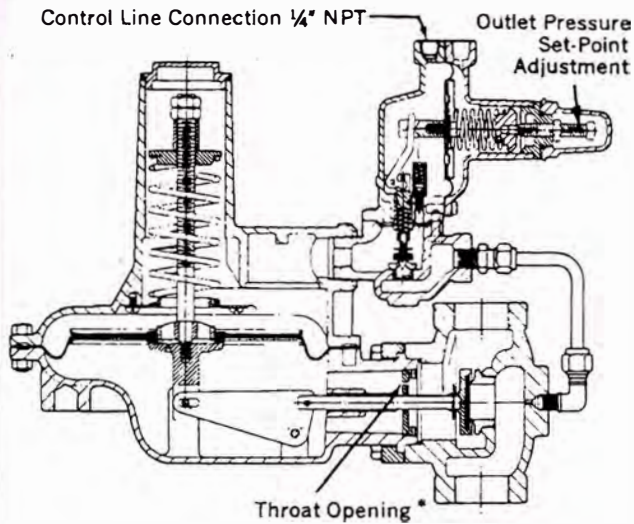 Control Line Connection ¼" NPT
Outlet Pressure
Set-Point
Adjustment
Throat Opening *